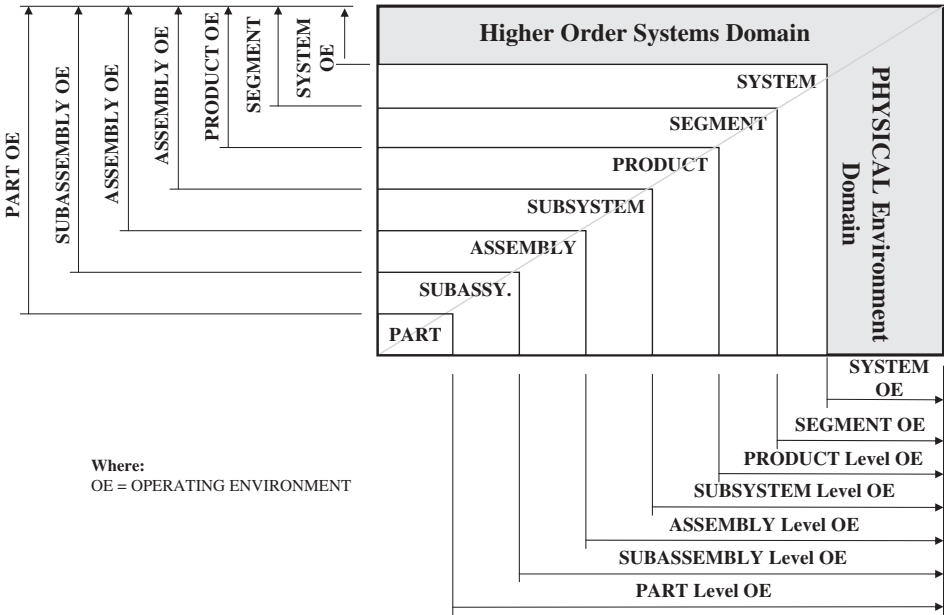 PART OE
SUBASSEMBLY OE
ASSEMBLY OE
ASSEMBLY OE
PRODUCT OE
SEGMENT
SYSTEM
OE
Higher Order Systems Domain
PHYSICAL Environment
Domain
SYSTEM
SEGMENT
PRODUCT
SUBSYSTEM
ASSEMBLY
SUBASSY.
PART
SYSTEM
OE
SEGMENT OE
PRODUCT Level OE
SUBSYSTEM Level OE
ASSEMBLY Level OE
SUBASSEMBLY Level OE
PART Level OE
Where:
OE = OPERATING ENVIRONMENT